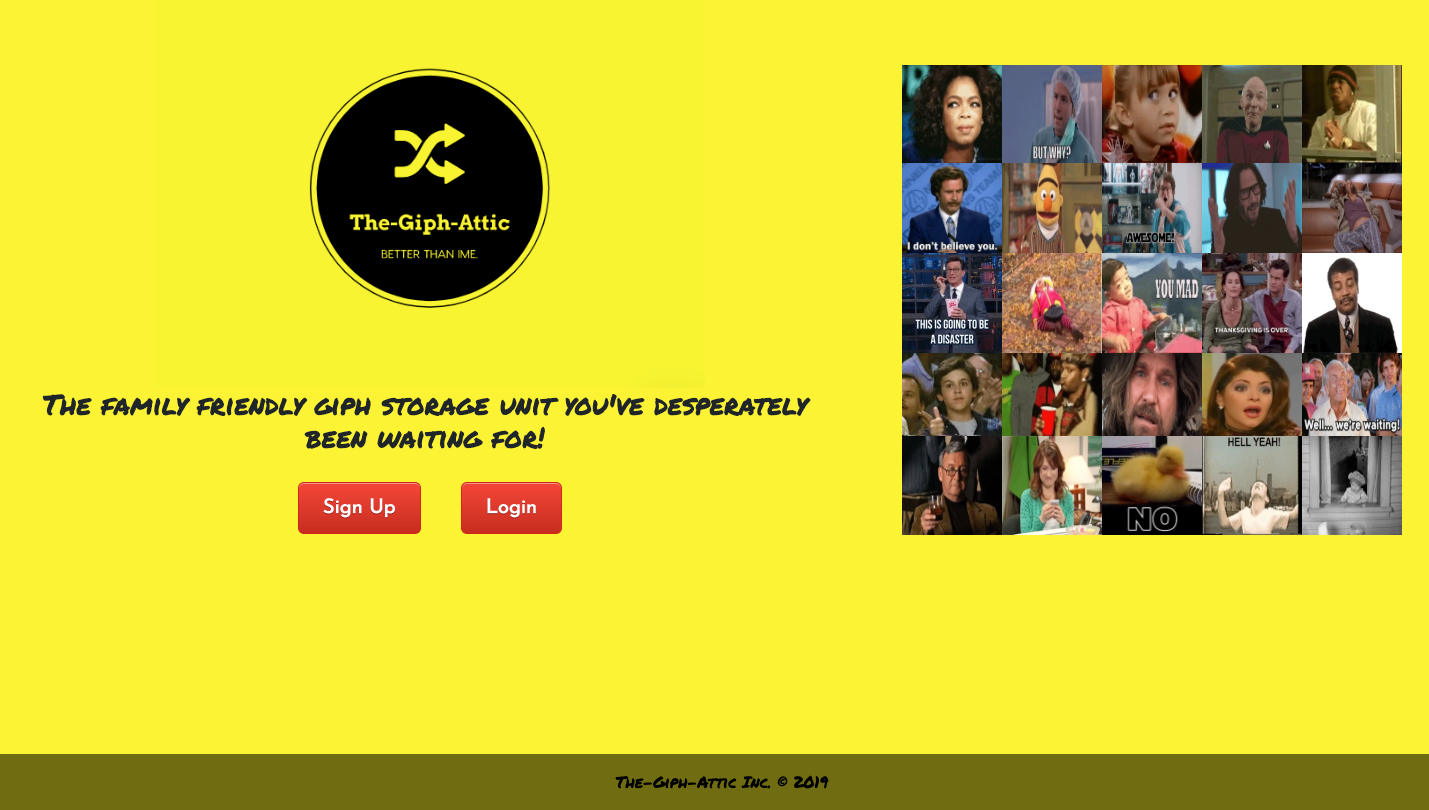 The-Giph-Attic
BETTER THAN IME.
The family friendly giph storage unit you've desperately
been waiting for!
Sign Up
Login
BUT WHY?
I don't believe you.
AWESOME!
THIS IS GOING TO BE
A DISASTER
YOU MAD
THANKSGIVING IS OVER
Well... we're waiting!
NO
HELL YEAH!
The-Giph-Attic Inc. © 2019